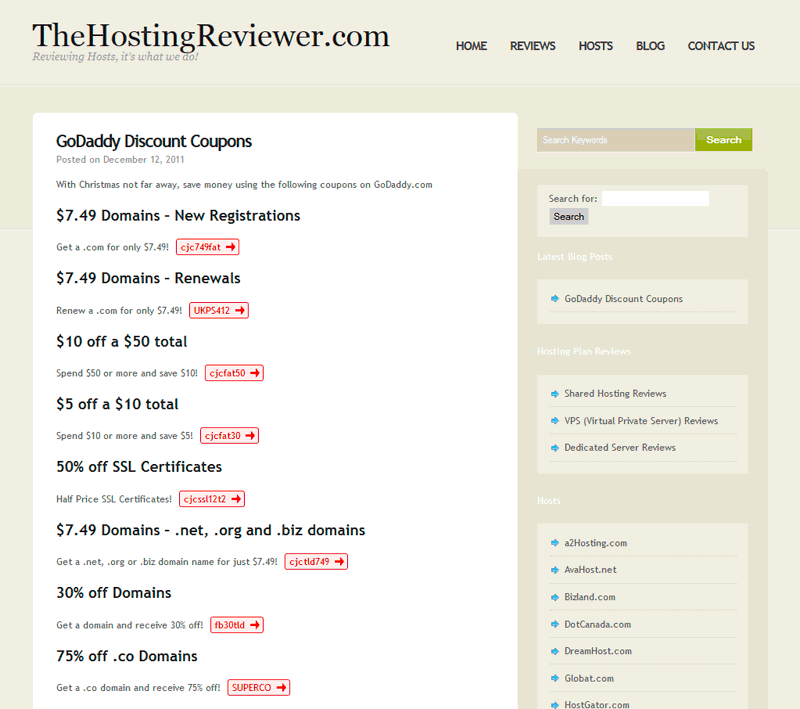 TheHostingReviewer.com
Reviewing Hosts, it's what we do!
HOME REVIEWS HOSTS BLOG CONTACT US
GoDaddy Discount Coupons
Posted on December 12, 2011
With Christmas not far away, save money using the following coupons on GoDaddy.com
$7.49 Domains – New Registrations
Get a .com for only $7.49! cjc749fat
$7.49 Domains – Renewals
Renew a .com for only $7.49! UKPS412
$10 off a $50 total
Spend $50 or more and save $10! cjcfat50
$5 off a $10 total
Spend $10 or more and save $5! cjcfat30
50% off SSL Certificates
Half Price SSL Certificates! cjcssl12t2
$7.49 Domains – .net, .org and .biz domains
Get a .net, .org or .biz domain name for just $7.49! cjctld749
30% off Domains
Get a domain and receive 30% off! fb30tld
75% off .co Domains
Get a .co domain and receive 75% off! SUPERCO
Search Keywords Search
Search for:
Search
Latest Blog Posts
GoDaddy Discount Coupons
Hosting Plan Reviews
Shared Hosting Reviews
VPS (Virtual Private Server) Reviews
Dedicated Server Reviews
Hosts
a2Hosting.com
AvaHost.net
Bizland.com
DotCanada.com
DreamHost.com
Globat.com
HostGator.com